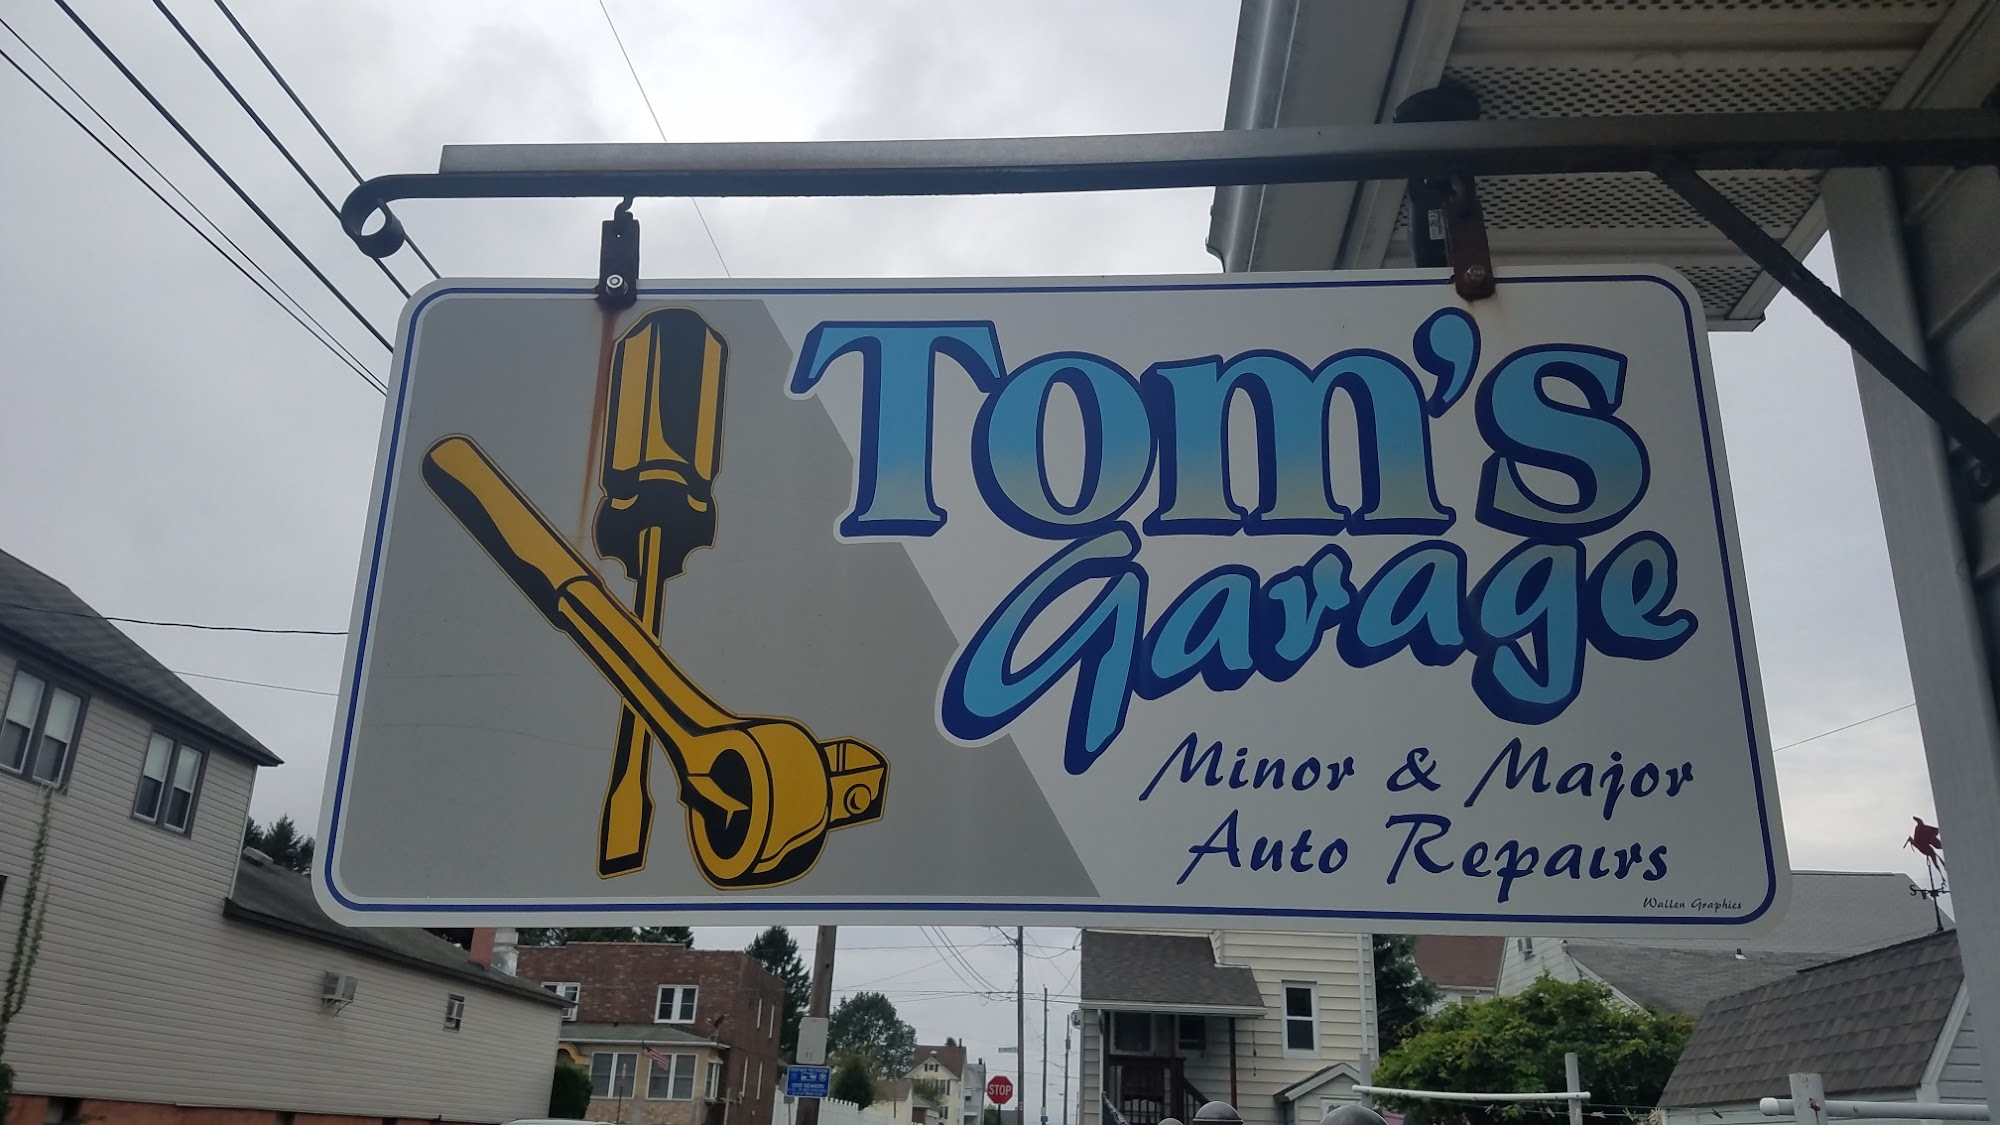 Tom's
Garage
Minor & Major
Auto Repairs
Wallen Graphics
STOP